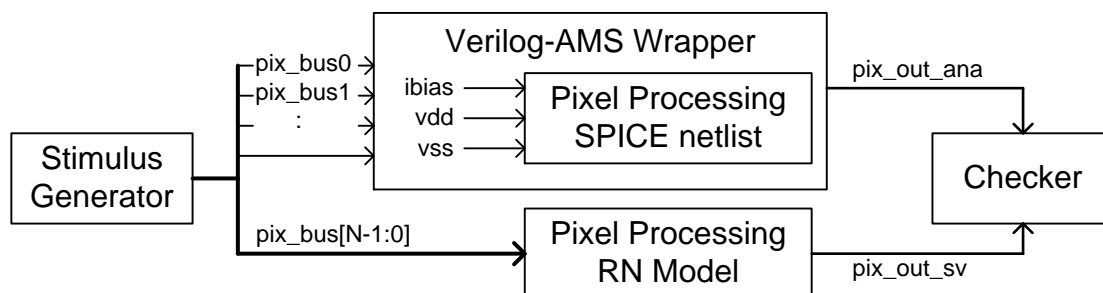 Verilog-AMS Wrapper
pix_bus0
pix_bus1
:
ibias
vdd
vss
Pixel Processing
SPICE netlist
pix_out_ana
Stimulus
Generator
Checker
pix_bus[N-1:0]
Pixel Processing
RN Model
pix_out_sv